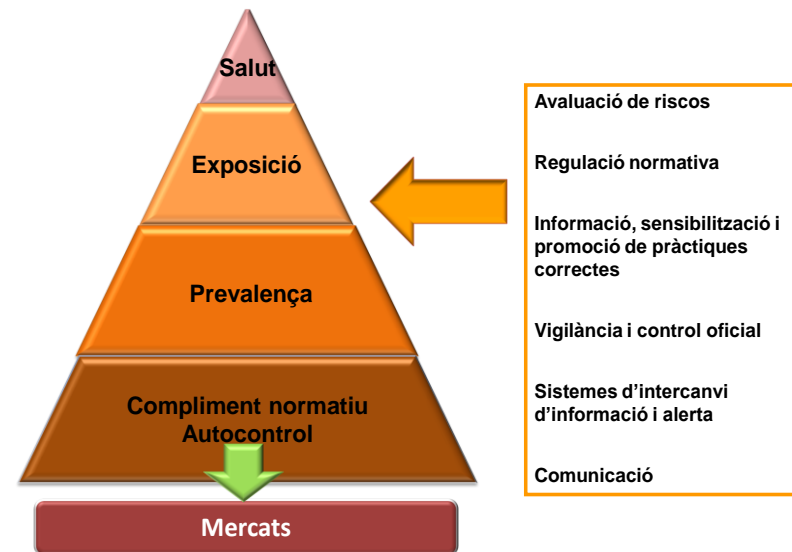 Salut
Exposició
Prevalença
Compliment normatiu
Autocontrol
Mercats
Avaluació de riscos
Regulació normativa
Informació, sensibilització i
promoció de pràctiques
correctes
Vigilància i control oficial
Sistemes d’intercanvi
d’informació i alerta
Comunicació